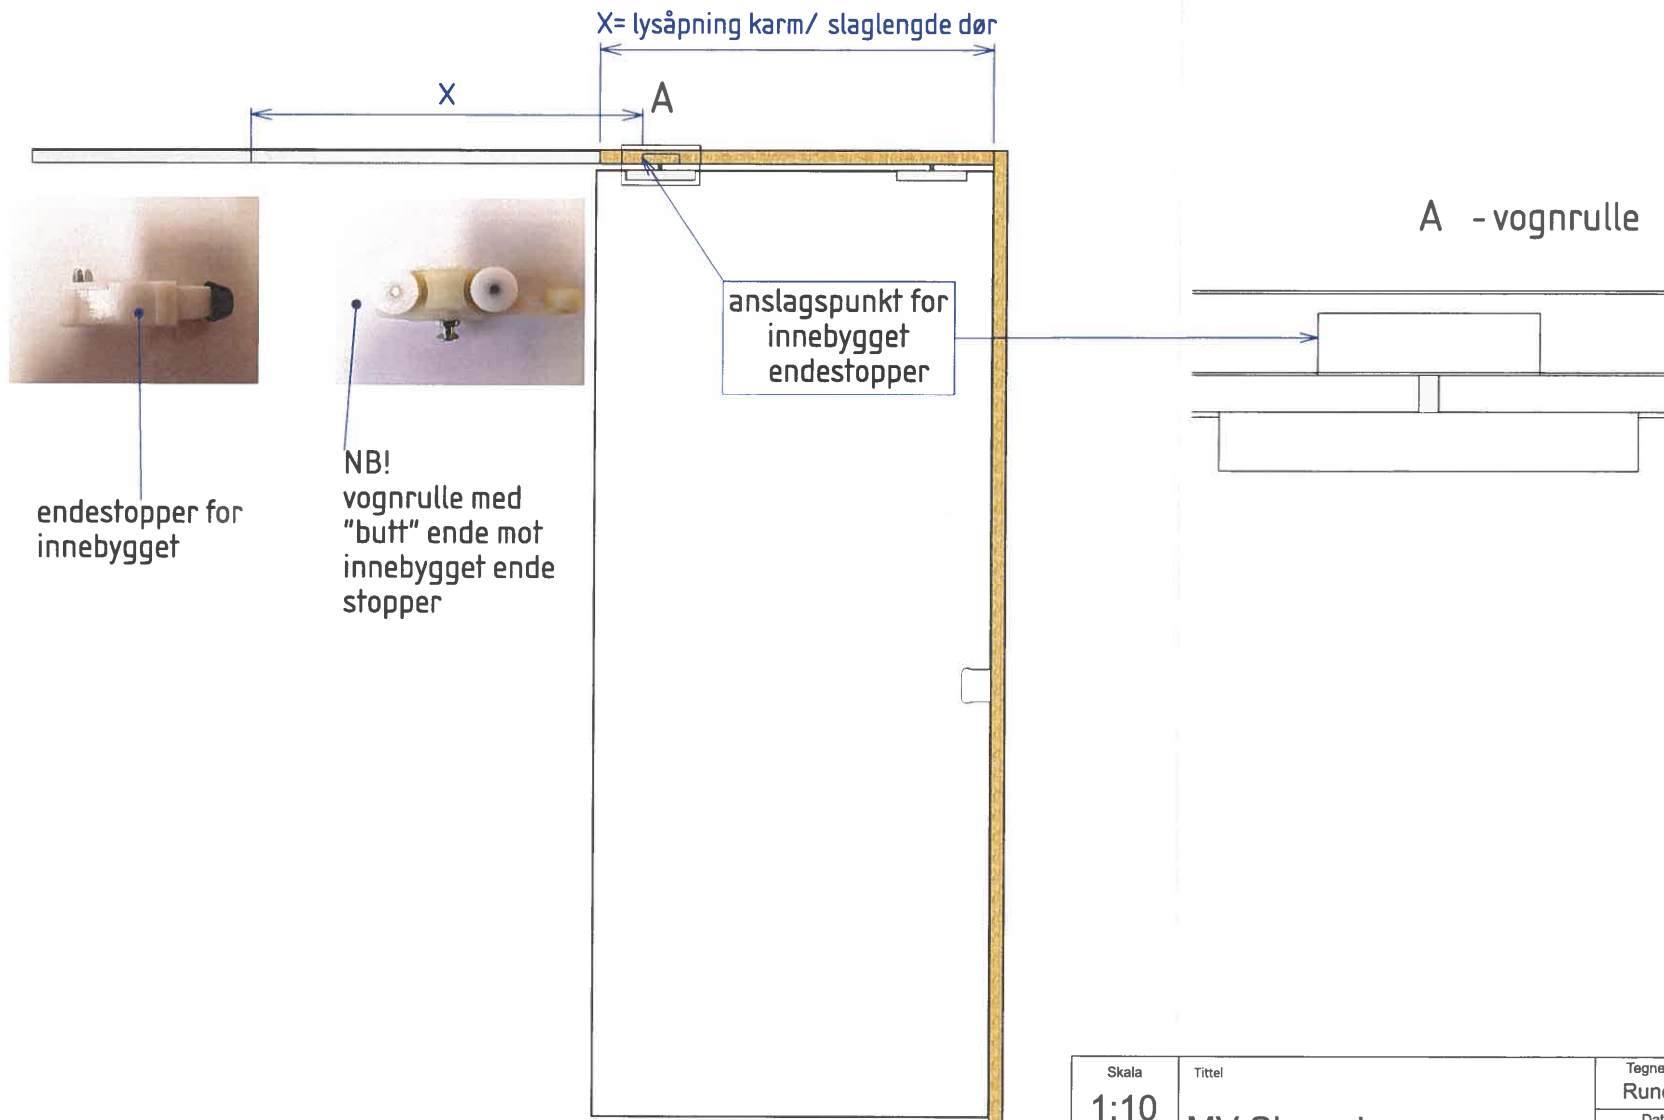 X= lysåpning karm/ slaglengde dør
X
A
A - vognrulle
anslagspunkt for
innebygget
endestopper
NB!
vognrulle med
"butt" ende mot
innebygget ende
stopper
endestopper for
innebygget
Skala
Tittel
1:10